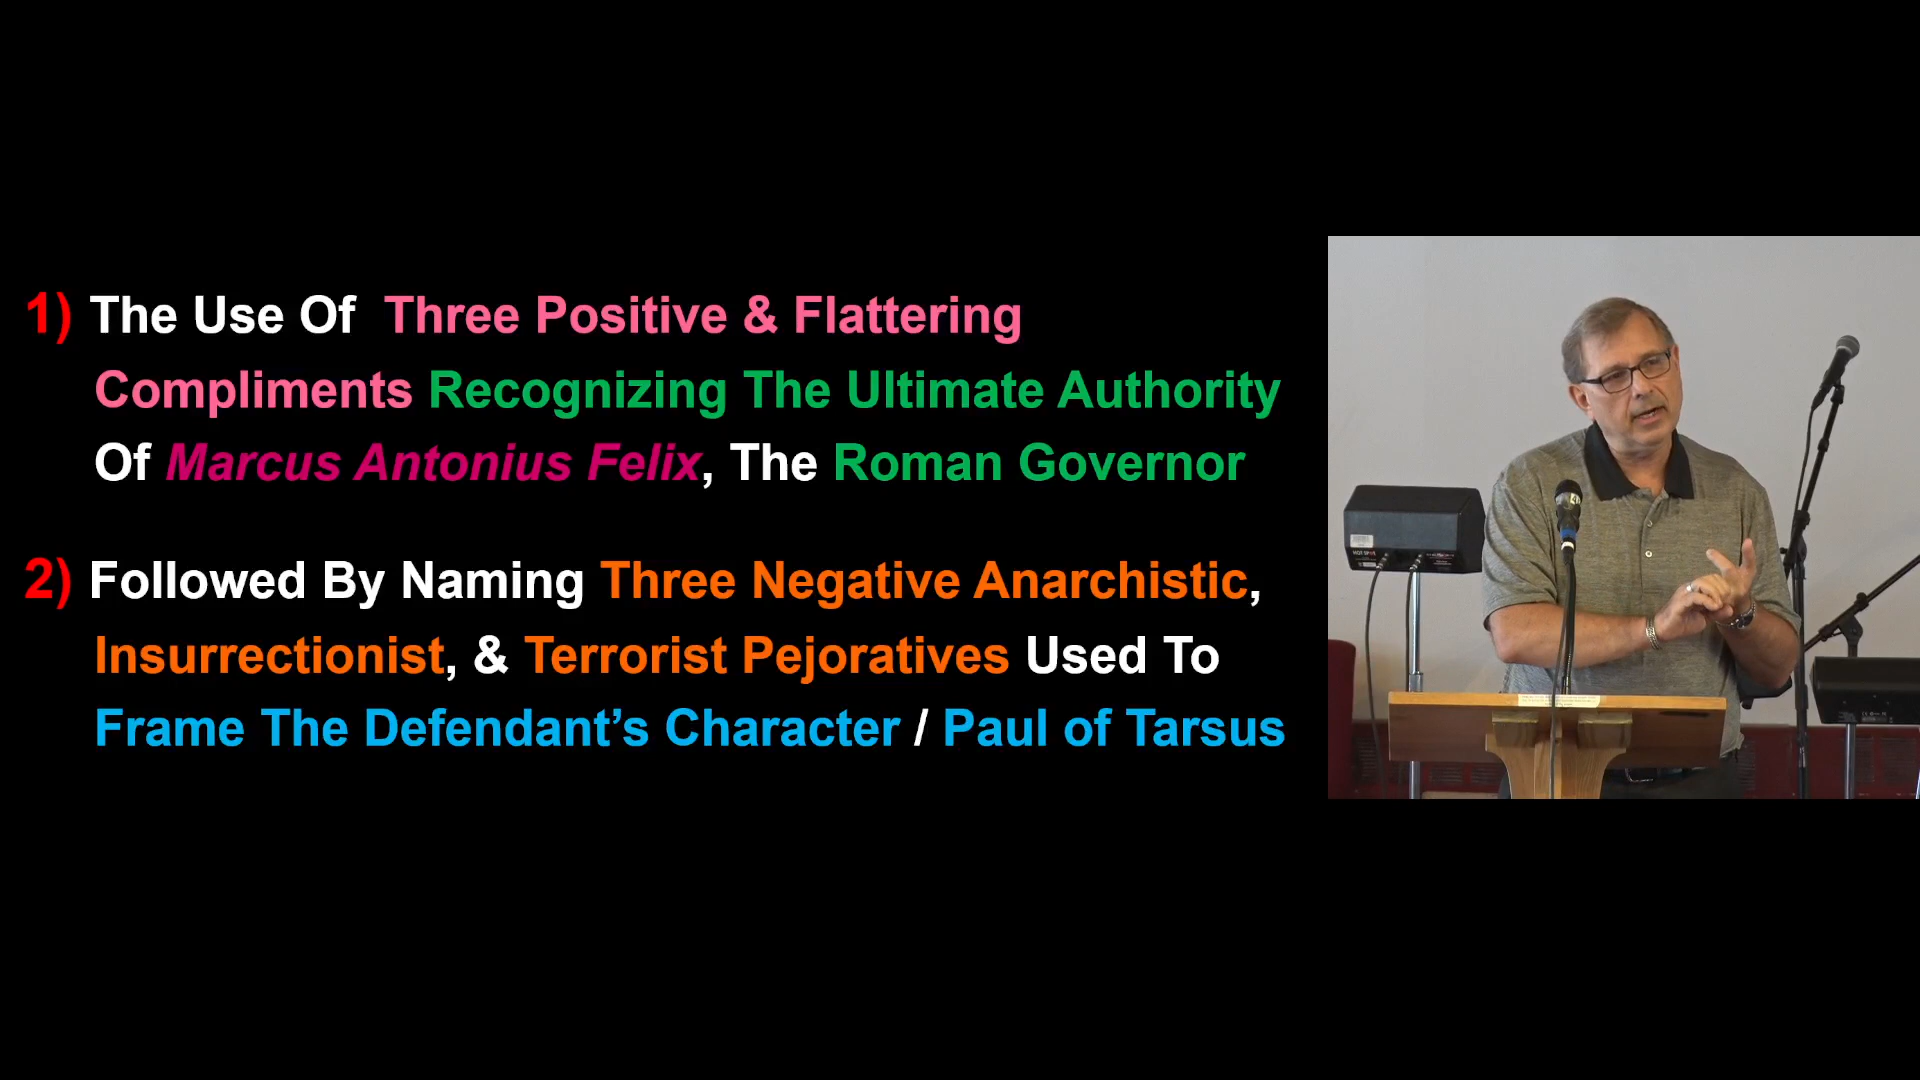 1) The Use Of Three Positive & Flattering
Compliments Recognizing The Ultimate Authority
Of Marcus Antonius Felix, The Roman Governor
2) Followed By Naming Three Negative Anarchistic,
Insurrectionist, & Terrorist Pejoratives Used To
Frame The Defendant’s Character / Paul of Tarsus
HOT SPOT